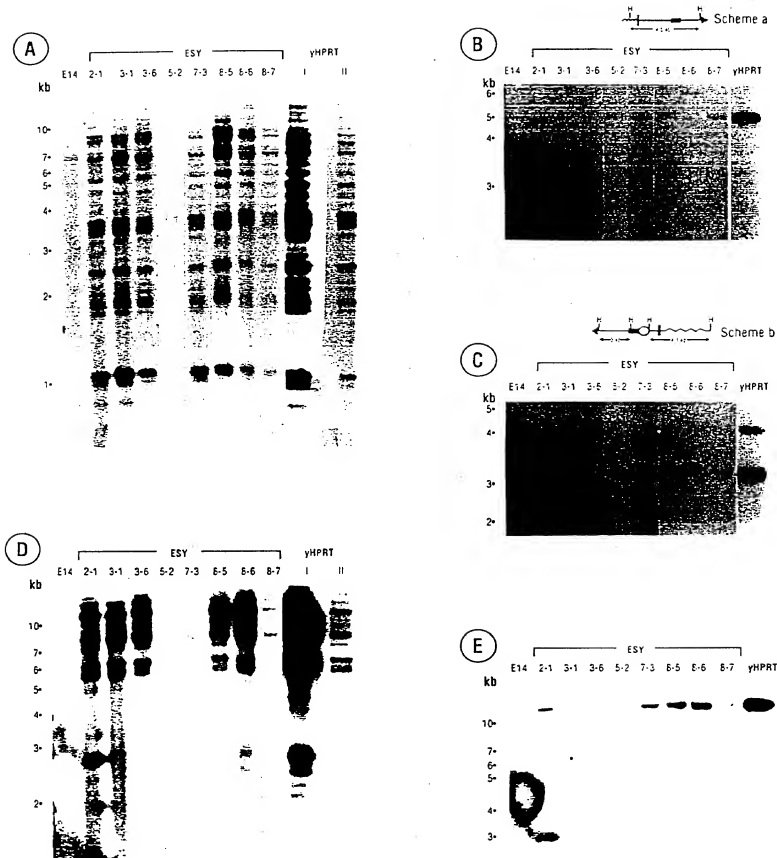 H H
Scheme a
A
ESY yHPRT
E14 2-1 3-1 3-6 5-2 7-3 8-5 8-6 8-7 I II
kb
10-
7-
6-
5-
4-
3-
2-
1-
B
ESY
E14 2-1 3-1 3-6 5-2 7-3 8-5 8-6 8-7 yHPRT
kb
6-
5-
4-
3-
H H H H
Scheme b
C
ESY
E14 2-1 3-1 3-6 5-2 7-3 8-5 8-6 8-7 yHPRT
kb
5-
4-
3-
2-
D
ESY yHPRT
E14 2-1 3-1 3-6 5-2 7-3 8-5 8-6 8-7 I II
kb
10-
7-
6-
5-
4-
3-
2-
E
ESY
E14 2-1 3-1 3-6 5-2 7-3 8-5 8-6 8-7 yHPRT
kb
10-
7-
6-
5-
4-
3-